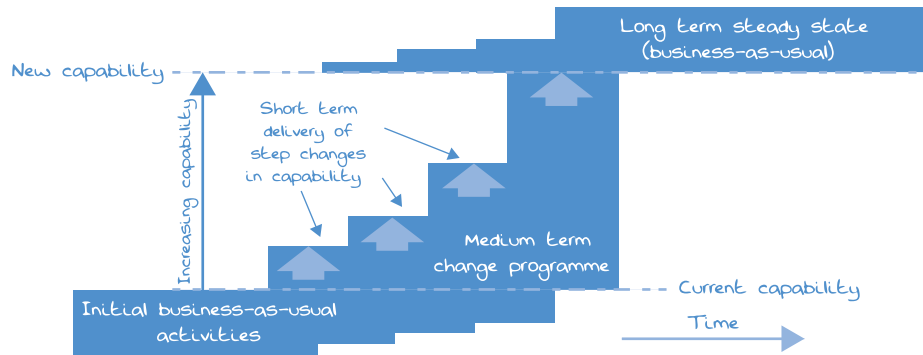 Long term steady state
(business-as-usual)
New capability
Short term
delivery of
step changes
in capability
Increasing capability
Medium term
change programme
Current capability
Initial business-as-usual
activities
Time